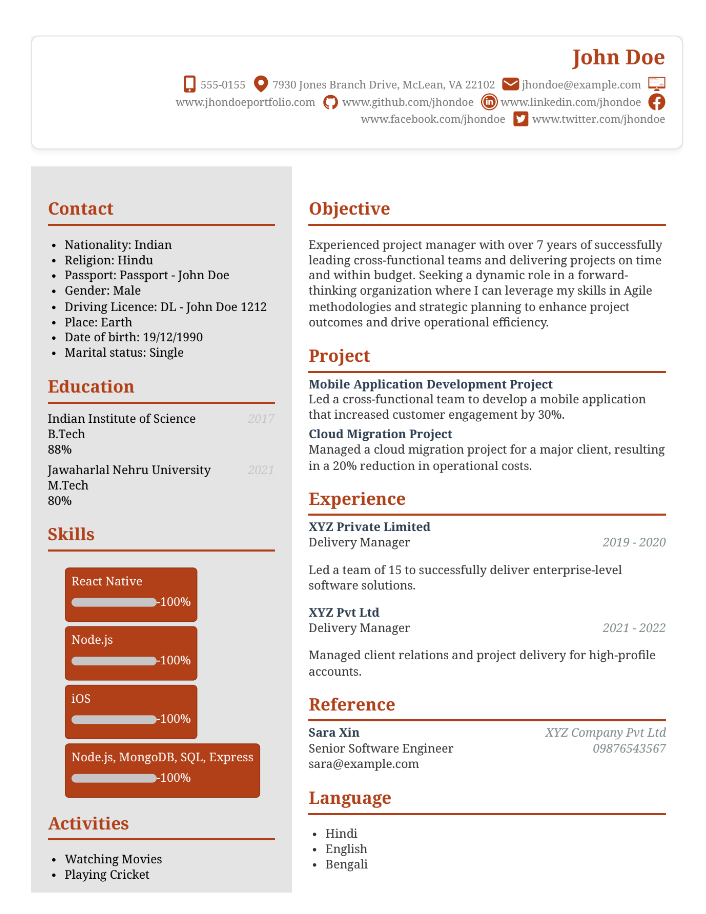 John Doe
555-0155 7930 Jones Branch Drive, McLean, VA 22102 jhondoe@example.com
www.jhondoeportfolio.com www.github.com/jhondoe www.linkedin.com/jhondoe
www.facebook.com/jhondoe www.twitter.com/jhondoe
Contact
• Nationality: Indian
• Religion: Hindu
• Passport: Passport - John Doe
• Gender: Male
• Driving Licence: DL - John Doe 1212
• Place: Earth
• Date of birth: 19/12/1990
• Marital status: Single
Education
Indian Institute of Science 2017
B.Tech
88%
Jawaharlal Nehru University 2021
M.Tech
80%
Skills
React Native
-100%
Node.js
-100%
iOS
-100%
Node.js, MongoDB, SQL, Express
-100%
Activities
• Watching Movies
• Playing Cricket
Objective
Experienced project manager with over 7 years of successfully
leading cross-functional teams and delivering projects on time
and within budget. Seeking a dynamic role in a forward-
thinking organization where I can leverage my skills in Agile
methodologies and strategic planning to enhance project
outcomes and drive operational efficiency.
Project
Mobile Application Development Project
Led a cross-functional team to develop a mobile application
that increased customer engagement by 30%.
Cloud Migration Project
Managed a cloud migration project for a major client, resulting
in a 20% reduction in operational costs.
Experience
XYZ Private Limited
Delivery Manager 2019 - 2020
Led a team of 15 to successfully deliver enterprise-level
software solutions.
XYZ Pvt Ltd
Delivery Manager 2021 - 2022
Managed client relations and project delivery for high-profile
accounts.
Reference
Sara Xin XYZ Company Pvt Ltd
Senior Software Engineer 09876543567
sara@example.com
Language
• Hindi
• English
• Bengali